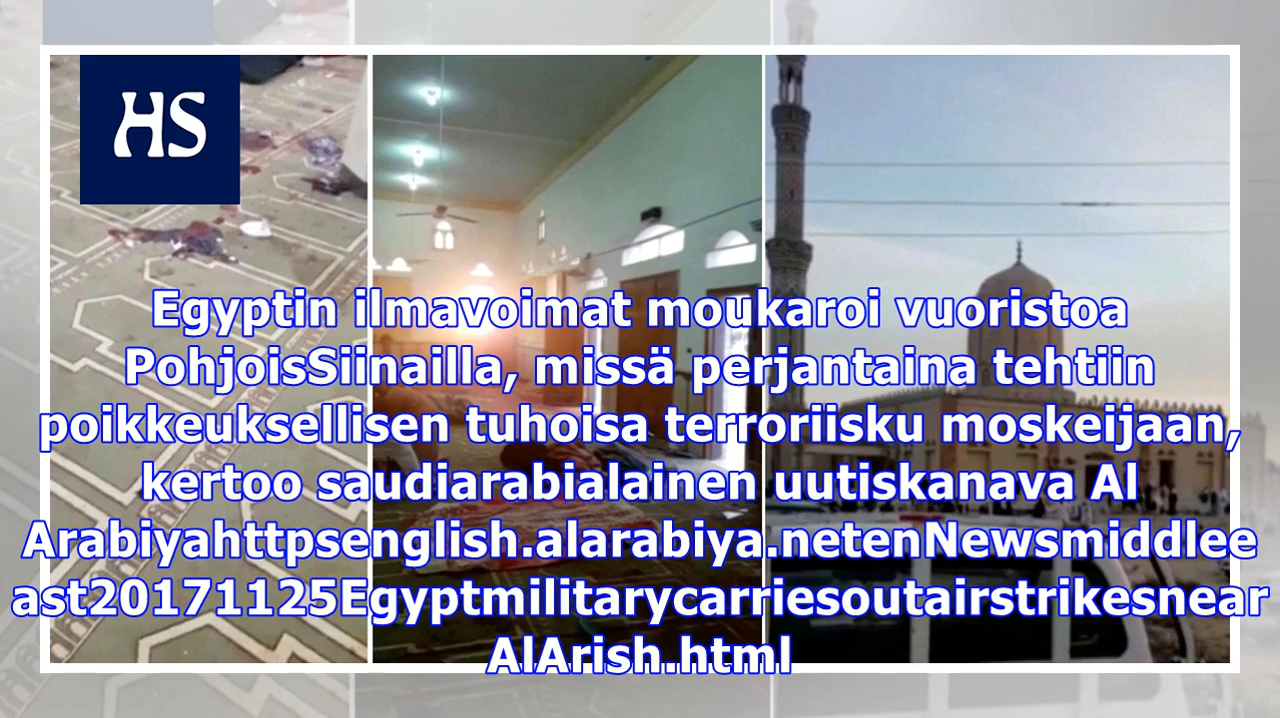 HS
Egyptin ilmavoimat moukaroi vuoristoa
PohjoisSiinailla, missä perjantaina tehtiin
poikkeuksellisen tuhoisa terroriisku moskeijaan,
kertoo saudiarabialainen uutiskanava Al
Arabiyahttpsenglish.alarabiya.netenNewsmiddlee
ast20171125Egyptmilitarycarriesoutairstrikesnear
AlArish.html